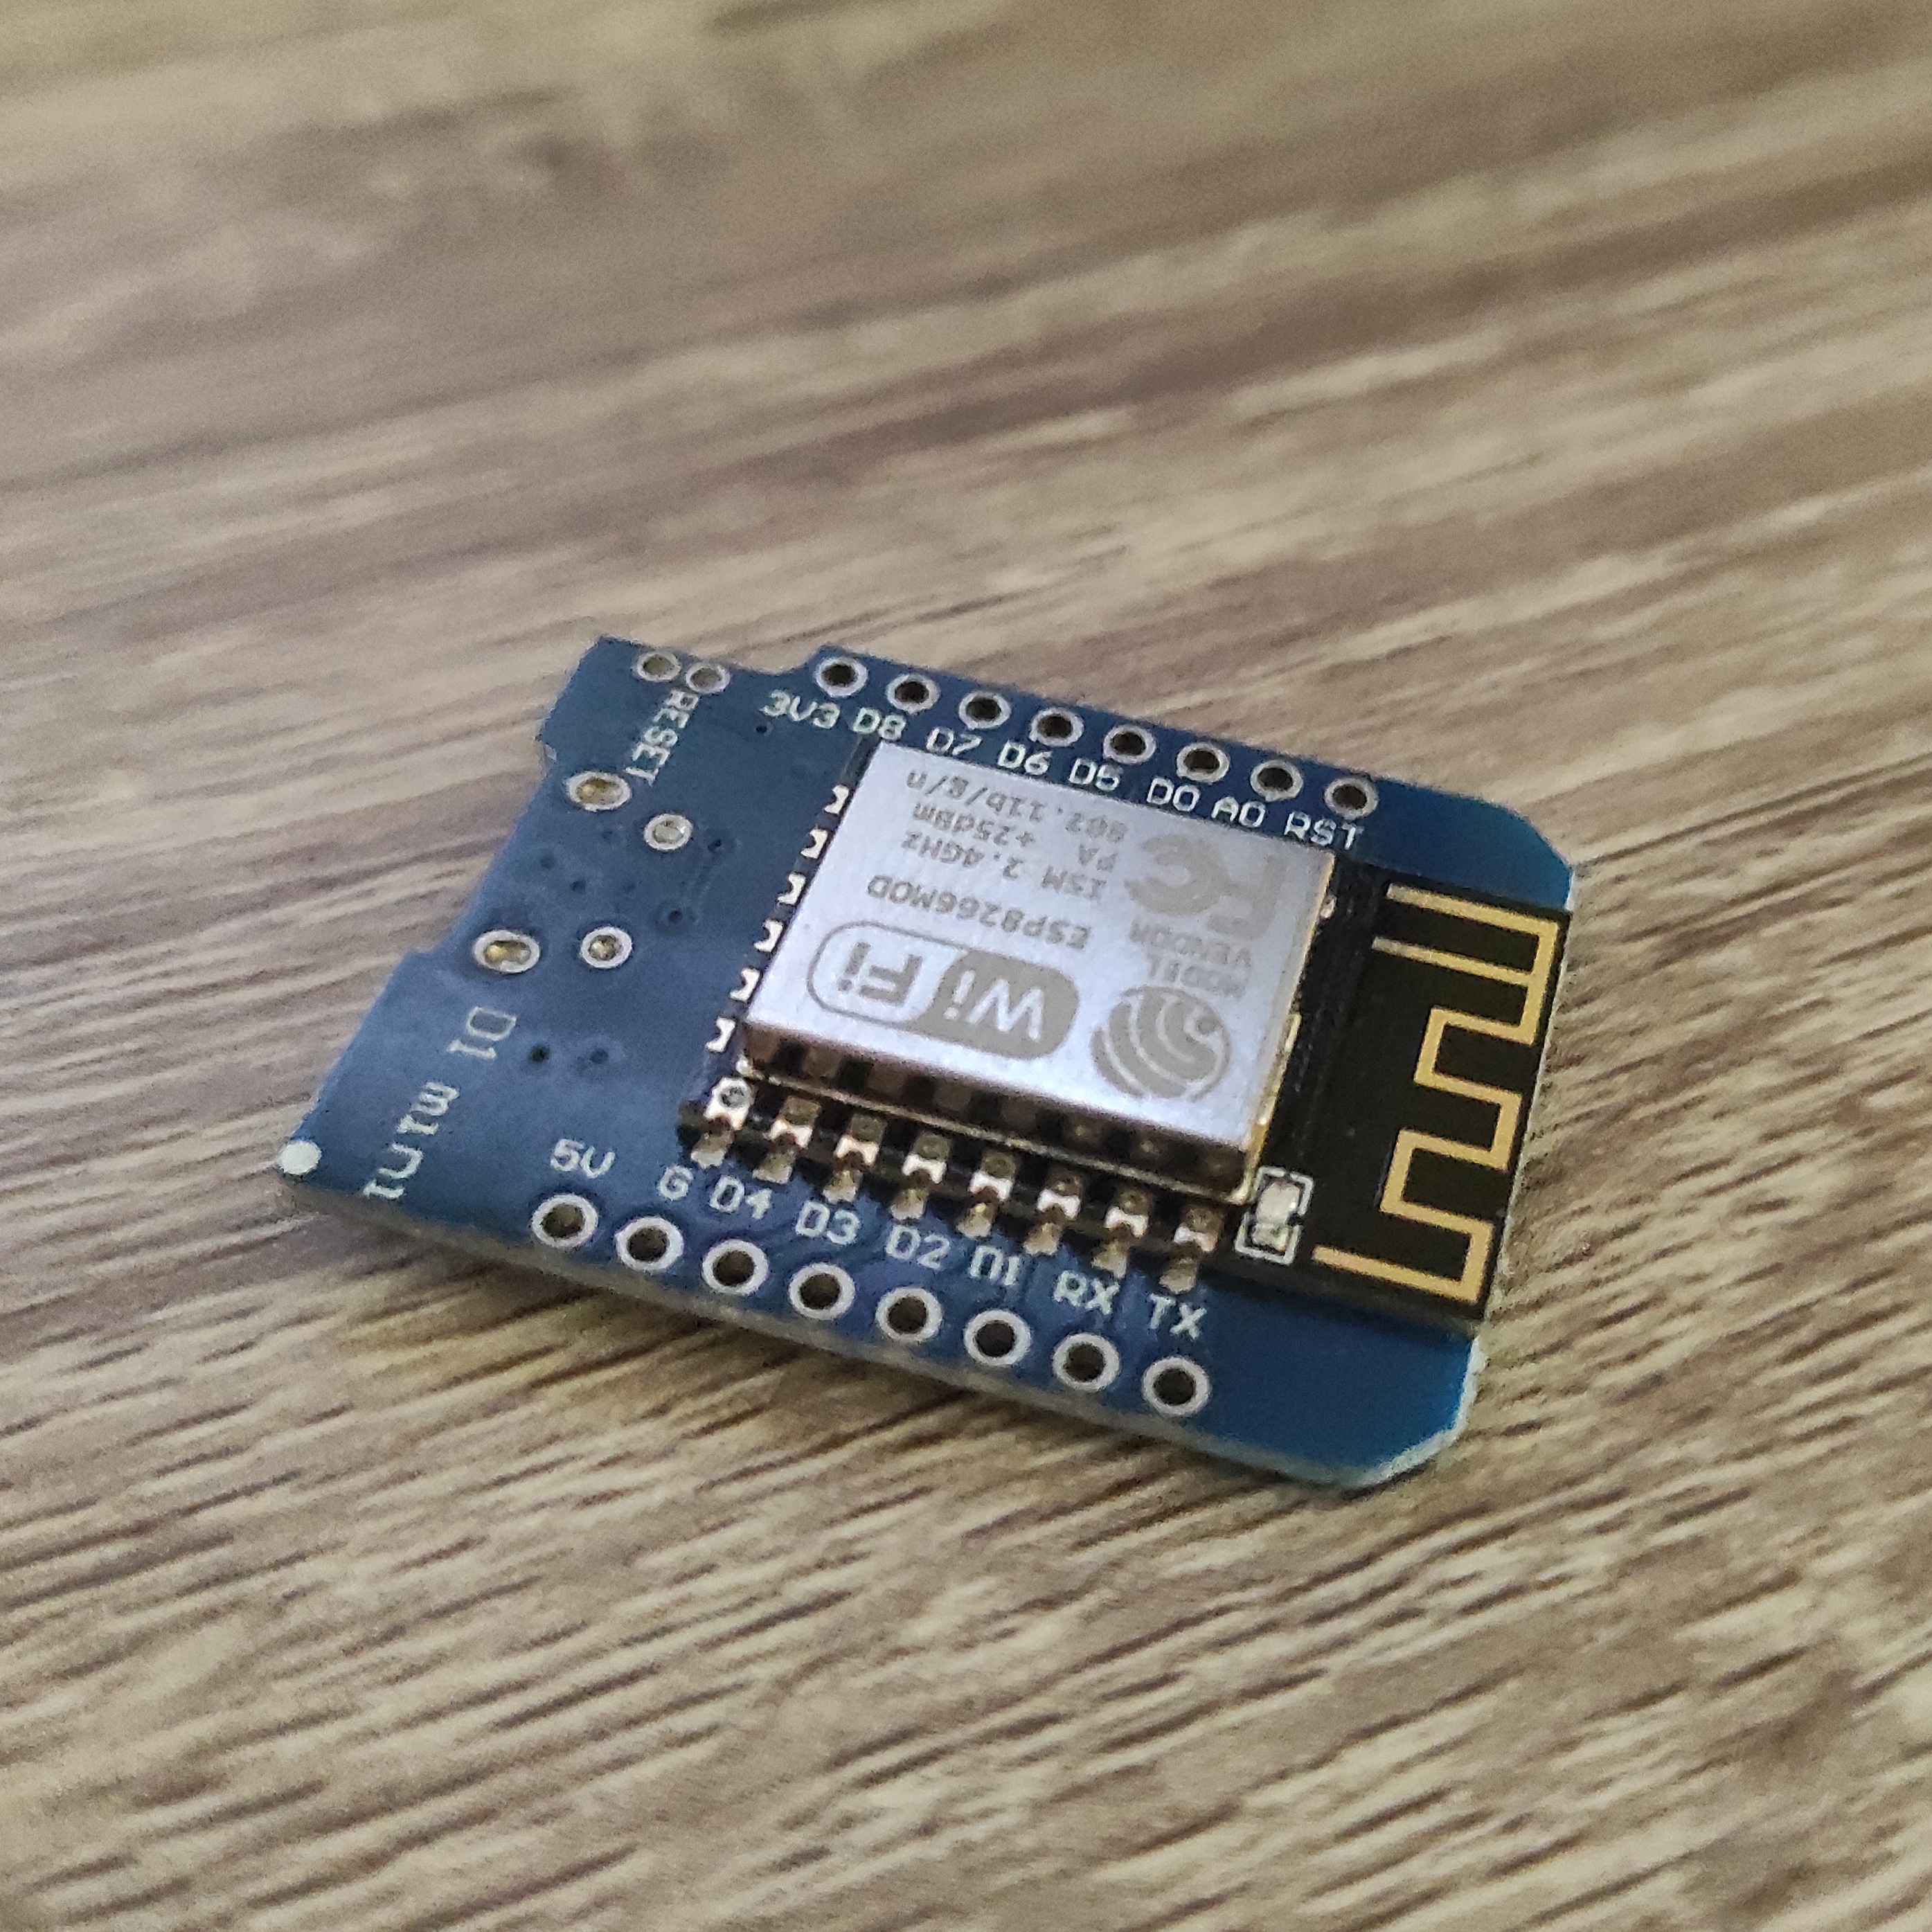 RESET
3V3 D8 D7 D6 D5 D0 A0 RST
WiFi
ESP8266MOD
ISM 2.4GHz
PA +25dBm
802.11b/g/n
MODEL
VENDOR
FC
D1 mini
5V G D4 D3 D2 D1 RX TX